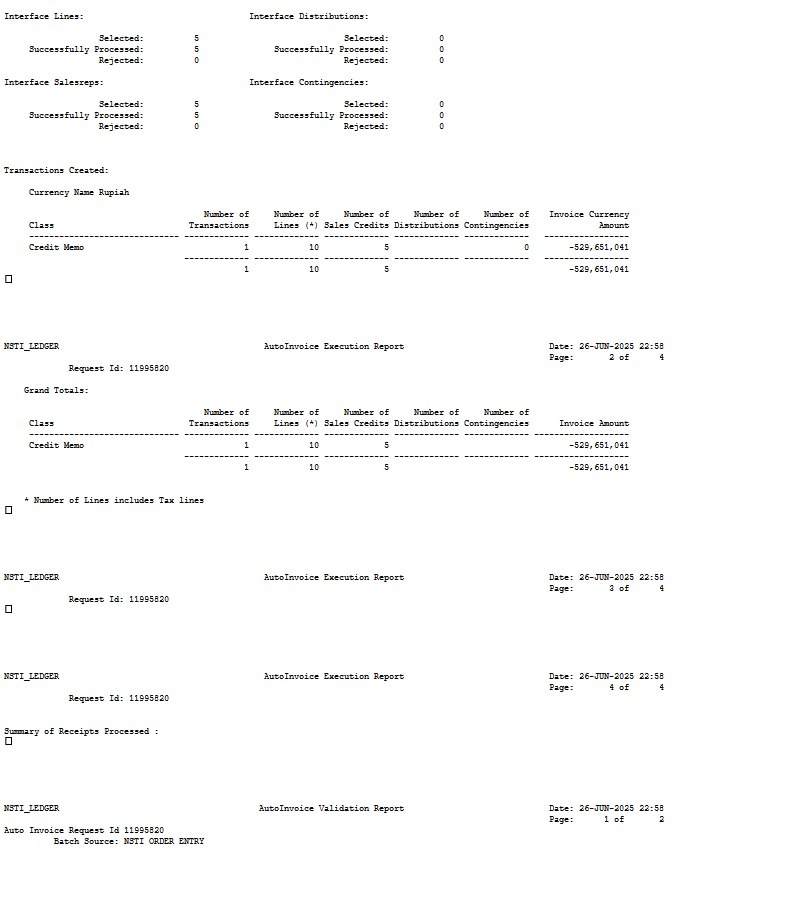 Interface Lines: Interface Distributions:
Selected: 5 Selected: 0
Successfully Processed: 5 Successfully Processed: 0
Rejected: 0 Rejected: 0
Interface Salesreps: Interface Contingencies:
Selected: 5 Selected: 0
Successfully Processed: 5 Successfully Processed: 0
Rejected: 0 Rejected: 0
Transactions Created:
Currency Name Rupiah
Number of Number of Number of Number of Number of Invoice Currency
Class Transactions Lines (*) Sales Credits Distributions Contingencies Amount
------------------------------ ------------- ------------- ------------- ------------- ------------- -----------------
Credit Memo 1 10 5 0 -529,651,041
------------- ------------- ------------- ------------- ------------- -----------------
1 10 5 -529,651,041
NSTI_LEDGER AutoInvoice Execution Report Date: 26-JUN-2025 22:58
Page: 2 of 4
Request Id: 11995820
Grand Totals:
Number of Number of Number of Number of Number of
Class Transactions Lines (*) Sales Credits Distributions Contingencies Invoice Amount
------------------------------ ------------- ------------- ------------- ------------- ------------- -------------------
Credit Memo 1 10 5 -529,651,041
------------- ------------- ------------- ------------- ------------- -------------------
1 10 5 -529,651,041
* Number of Lines includes Tax lines
NSTI_LEDGER AutoInvoice Execution Report Date: 26-JUN-2025 22:58
Page: 3 of 4
Request Id: 11995820
NSTI_LEDGER AutoInvoice Execution Report Date: 26-JUN-2025 22:58
Page: 4 of 4
Request Id: 11995820
Summary of Receipts Processed :
NSTI_LEDGER AutoInvoice Validation Report Date: 26-JUN-2025 22:58
Page: 1 of 2
Auto Invoice Request Id 11995820
Batch Source: NSTI ORDER ENTRY